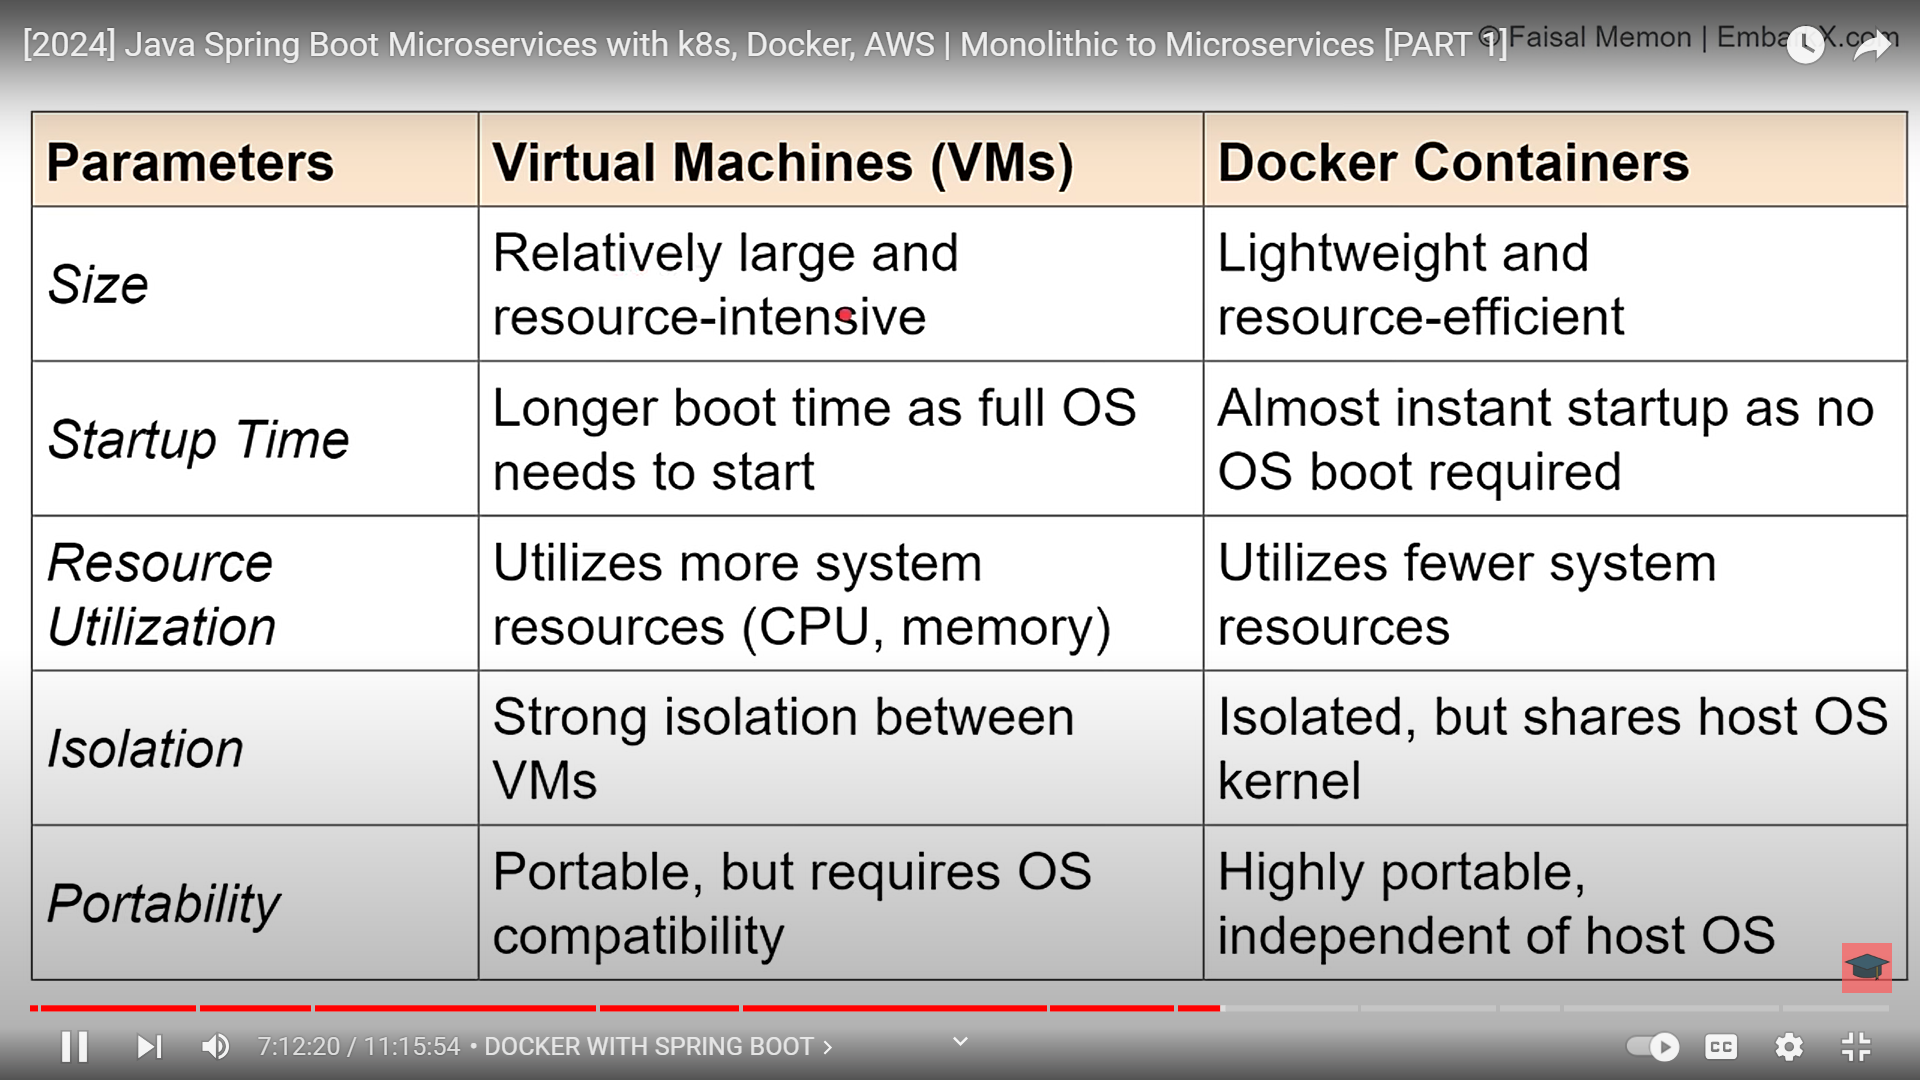 [2024] Java Spring Boot Microservices with k8s, Docker, AWS | Monolithic to Microservices [PART 1]
© Faisal Memon | EmbarkX.com
Parameters
Virtual Machines (VMs)
Docker Containers
Size
Relatively large and
resource-intensive
Lightweight and
resource-efficient
Startup Time
Longer boot time as full OS
needs to start
Almost instant startup as no
OS boot required
Resource
Utilization
Utilizes more system
resources (CPU, memory)
Utilizes fewer system
resources
Isolation
Strong isolation between
VMs
Isolated, but shares host OS
kernel
Portability
Portable, but requires OS
compatibility
Highly portable,
independent of host OS
7:12:20 / 11:15:54 • DOCKER WITH SPRING BOOT
CC